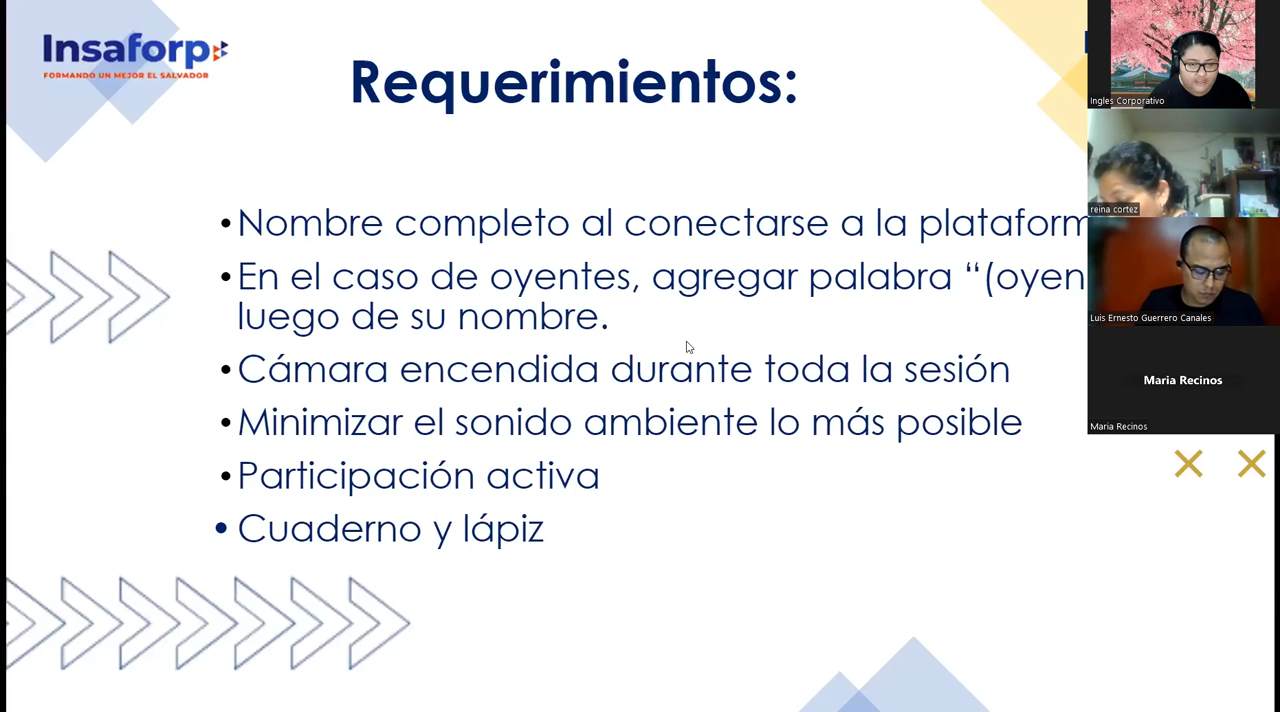 Insaforp
FORMANDO UN MEJOR EL SALVADOR
Requerimientos:
•Nombre completo al conectarse a la plataform
•En el caso de oyentes, agregar palabra “(oyen
luego de su nombre.
•Cámara encendida durante toda la sesión
•Minimizar el sonido ambiente lo más posible
•Participación activa
•Cuaderno y lápiz
Ingles Corporativo
reina cortez
Luis Ernesto Guerrero Canales
Maria Recinos
Maria Recinos